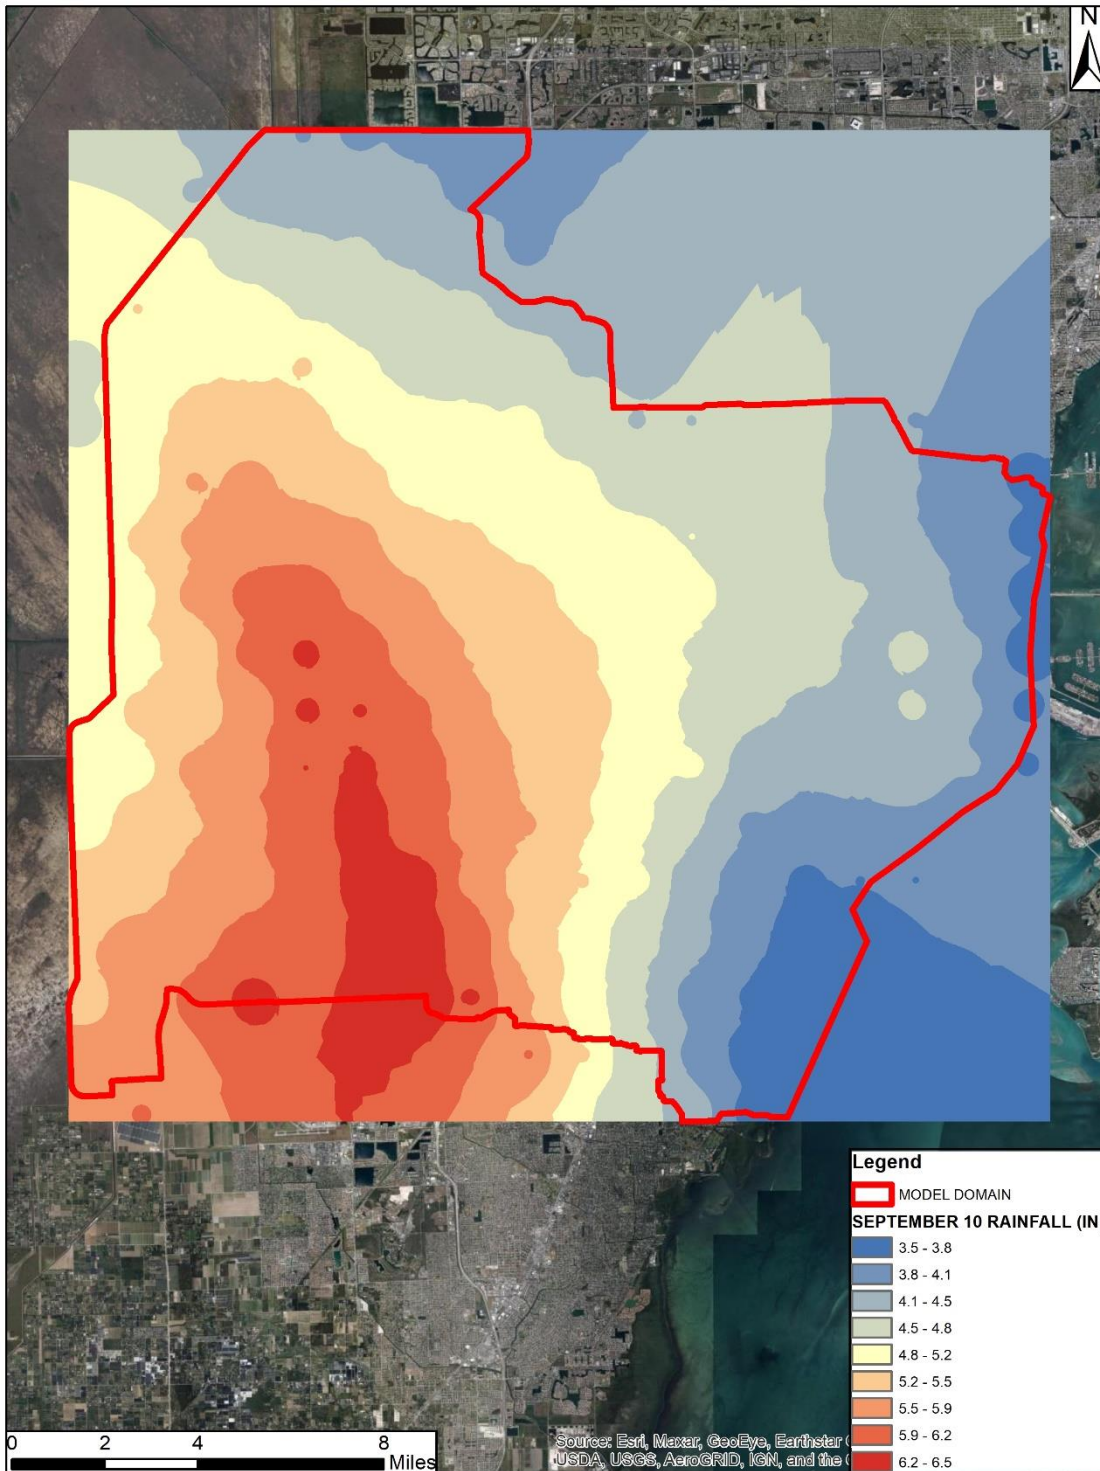 N
Legend
MODEL DOMAIN
SEPTEMBER 10 RAINFALL (IN
3.5 - 3.8
3.8 - 4.1
4.1 - 4.5
4.5 - 4.8
4.8 - 5.2
5.2 - 5.5
5.5 - 5.9
5.9 - 6.2
6.2 - 6.5
0 2 4 8
Miles
Source: Esri, Maxar, GeoEye, Earthstar
USDA, USGS, AeroGRID, IGN, and the